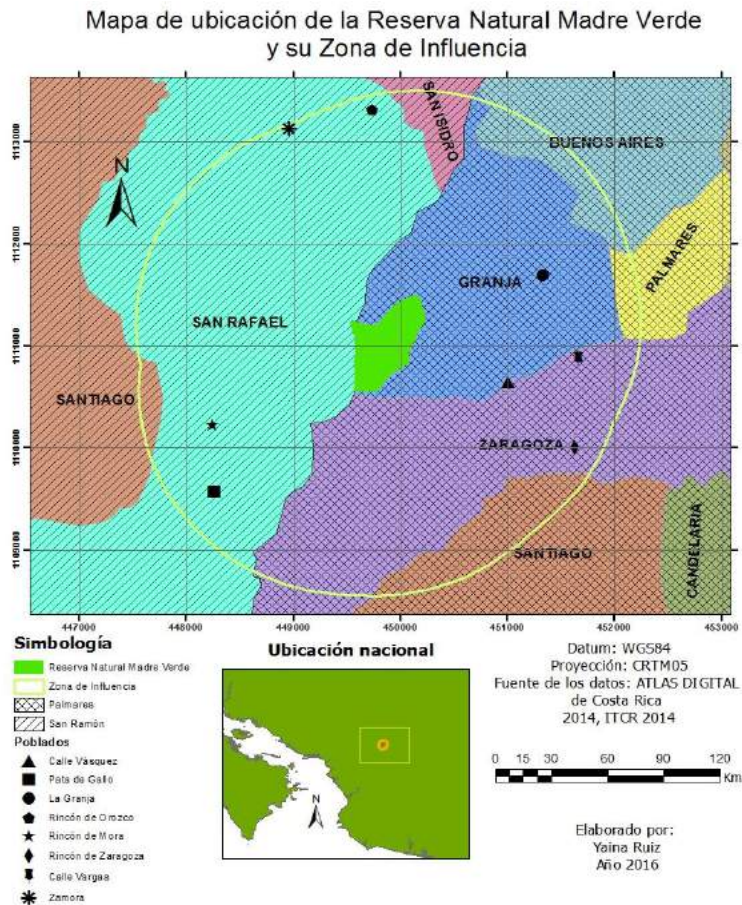 Mapa de ubicación de la Reserva Natural Madre Verde
y su Zona de Influencia
SAN ISIDRO
BUENOS AIRES
PALMARES
GRANJA
SAN RAFAEL
SANTIAGO
ZARAGOZA
SANTIAGO
CANDELARIA
N
1113000
1112000
1111000
1110000
1109000
447000
448000
449000
450000
451000
452000
453000
Simbología
Reserva Natural Madre Verde
Zona de Influencia
Palmares
San Ramón
Poblados
Calle Vásquez
Pata de Gallo
La Granja
Rincón de Orozco
Rincón de Mora
Rincón de Zaragoza
Calle Vargas
Zamora
Ubicación nacional
N
Datum: WGS84
Proyección: CRTM05
Fuente de los datos: ATLAS DIGITAL
de Costa Rica
2014, ITCR 2014
0 15 30 60 90 120
Km
Elaborado por:
Yaina Ruiz
Año 2016